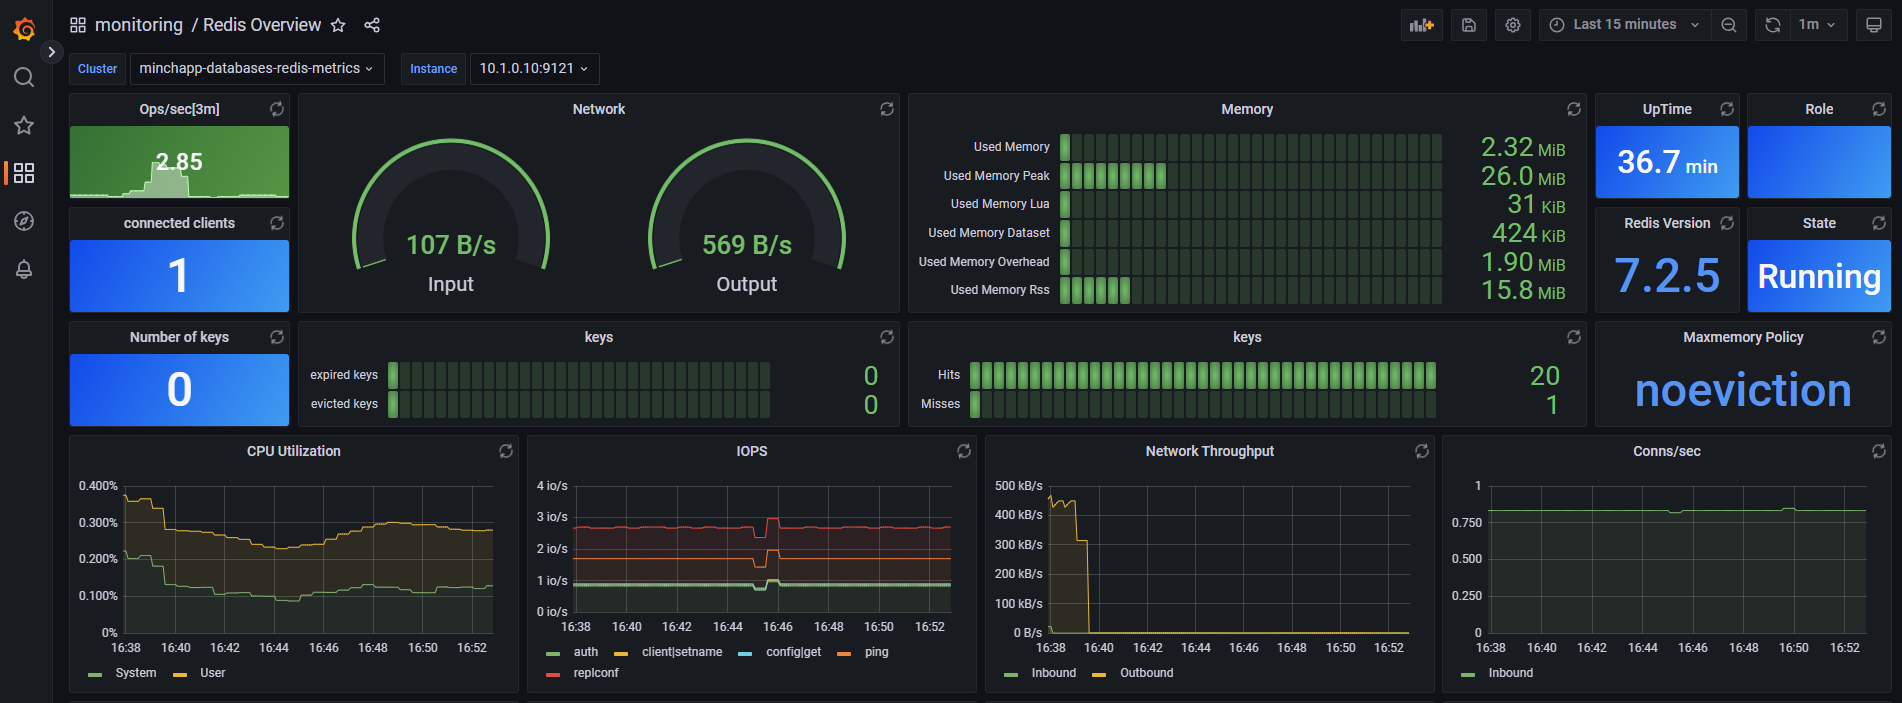 monitoring / Redis Overview
Last 15 minutes
1m
Cluster
minchapp-databases-redis-metrics
Instance
10.1.0.10:9121
Ops/sec[3m]
2.85
Network
107 B/s
Input
569 B/s
Output
Memory
Used Memory 2.32 MiB
Used Memory Peak 26.0 MiB
Used Memory Lua 31 KiB
Used Memory Dataset 424 KiB
Used Memory Overhead 1.90 MiB
Used Memory Rss 15.8 MiB
UpTime
36.7 min
Role
connected clients
1
Redis Version
7.2.5
State
Running
Number of keys
0
keys
expired keys 0
evicted keys 0
keys
Hits 20
Misses 1
Maxmemory Policy
noeviction
CPU Utilization
0.400%
0.300%
0.200%
0.100%
0%
16:38 16:40 16:42 16:44 16:46 16:48 16:50 16:52
System User
IOPS
4 io/s
3 io/s
2 io/s
1 io/s
0 io/s
16:38 16:40 16:42 16:44 16:46 16:48 16:50 16:52
auth client|setname config|get ping
replconf
Network Throughput
500 kB/s
400 kB/s
300 kB/s
200 kB/s
100 kB/s
0 B/s
16:38 16:40 16:42 16:44 16:46 16:48 16:50 16:52
Inbound Outbound
Conns/sec
1
0.750
0.500
0.250
0
16:38 16:40 16:42 16:44 16:46 16:48 16:50 16:52
Inbound